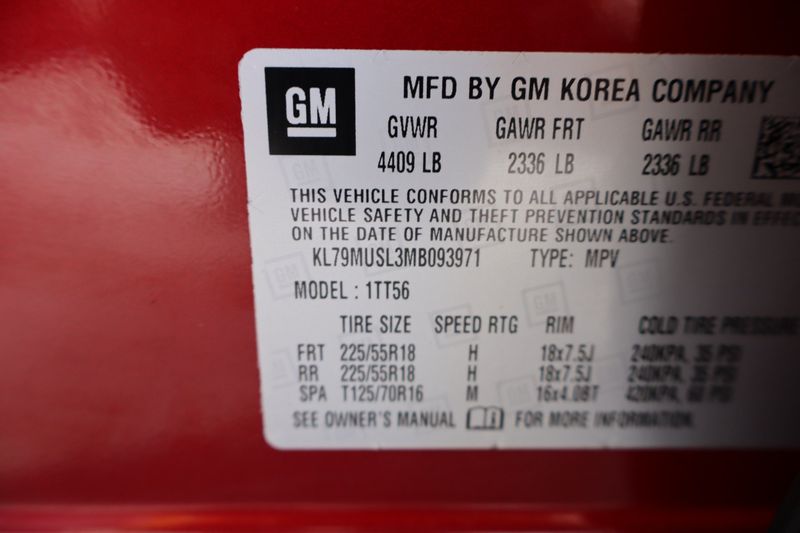 GM
MFD BY GM KOREA COMPANY
GVWR GAWR FRT GAWR RR
4409 LB 2336 LB 2336 LB
THIS VEHICLE CONFORMS TO ALL APPLICABLE U.S. FEDERAL
VEHICLE SAFETY AND THEFT PREVENTION STANDARDS IN EFFEC
ON THE DATE OF MANUFACTURE SHOWN ABOVE.
KL79MUSL3MB093971 TYPE: MPV
MODEL : 1TT56
TIRE SIZE SPEED RTG RIM COLD TIRE PRESSURE
FRT 225/55R18 H 18x7.5J 240KPA, 35 PSI
RR 225/55R18 H 18x7.5J 240KPA, 35 PSI
SPA T125/70R16 M 16x4.0BT 420KPA, 60 PSI
SEE OWNER'S MANUAL FOR MORE INFORMATION.